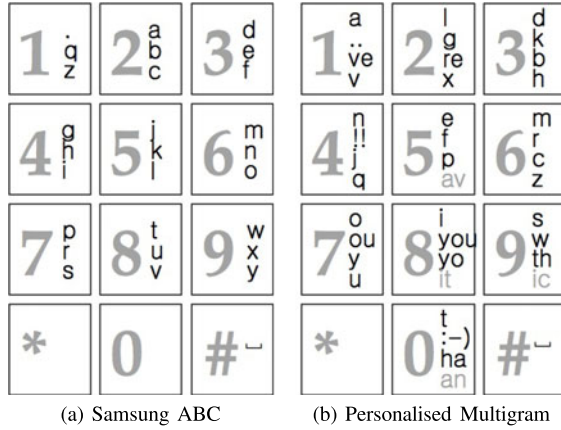 1
.
q
z
2
a
b
c
3
d
e
f
4
g
h
i
5
j
k
l
6
m
n
o
7
p
r
s
8
t
u
v
9
w
x
y
*
0
# ⎵
(a) Samsung ABC
1
a
..
ve
v
2
l
g
re
x
3
d
k
b
h
4
n
!!
j
q
5
e
f
p
av
6
m
r
c
z
7
o
ou
y
u
8
i
you
yo
it
9
s
w
th
ic
*
0
t
:-)
ha
an
# ⎵
(b) Personalised Multigram